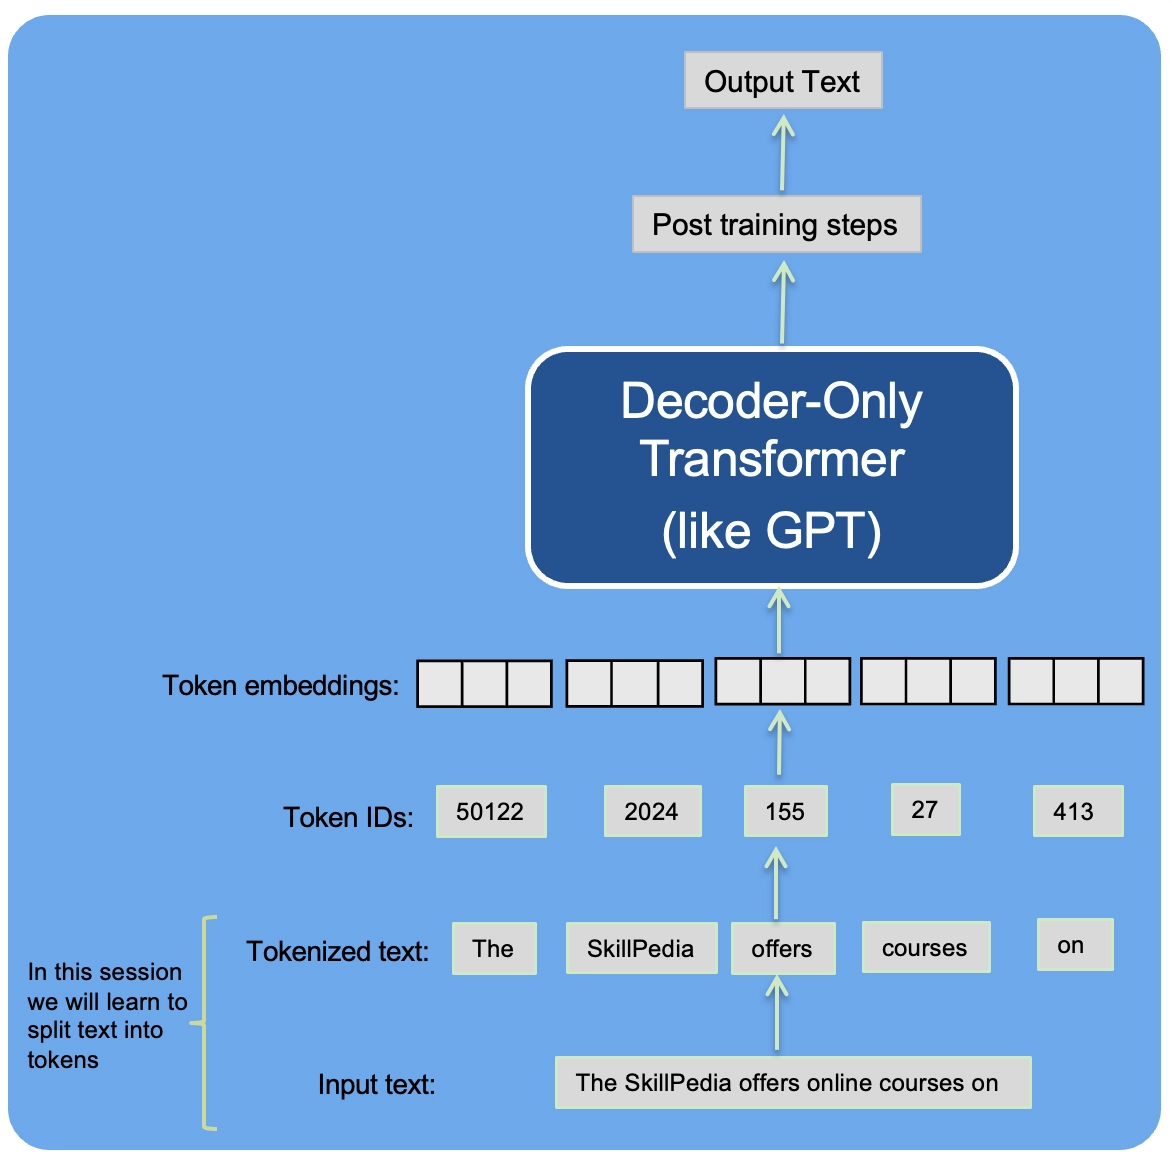 Output Text
Post training steps
Decoder-Only
Transformer
(like GPT)
Token embeddings:
Token IDs: 50122 2024 155 27 413
Tokenized text: The SkillPedia offers courses on
In this session
we will learn to
split text into
tokens
Input text: The SkillPedia offers online courses on